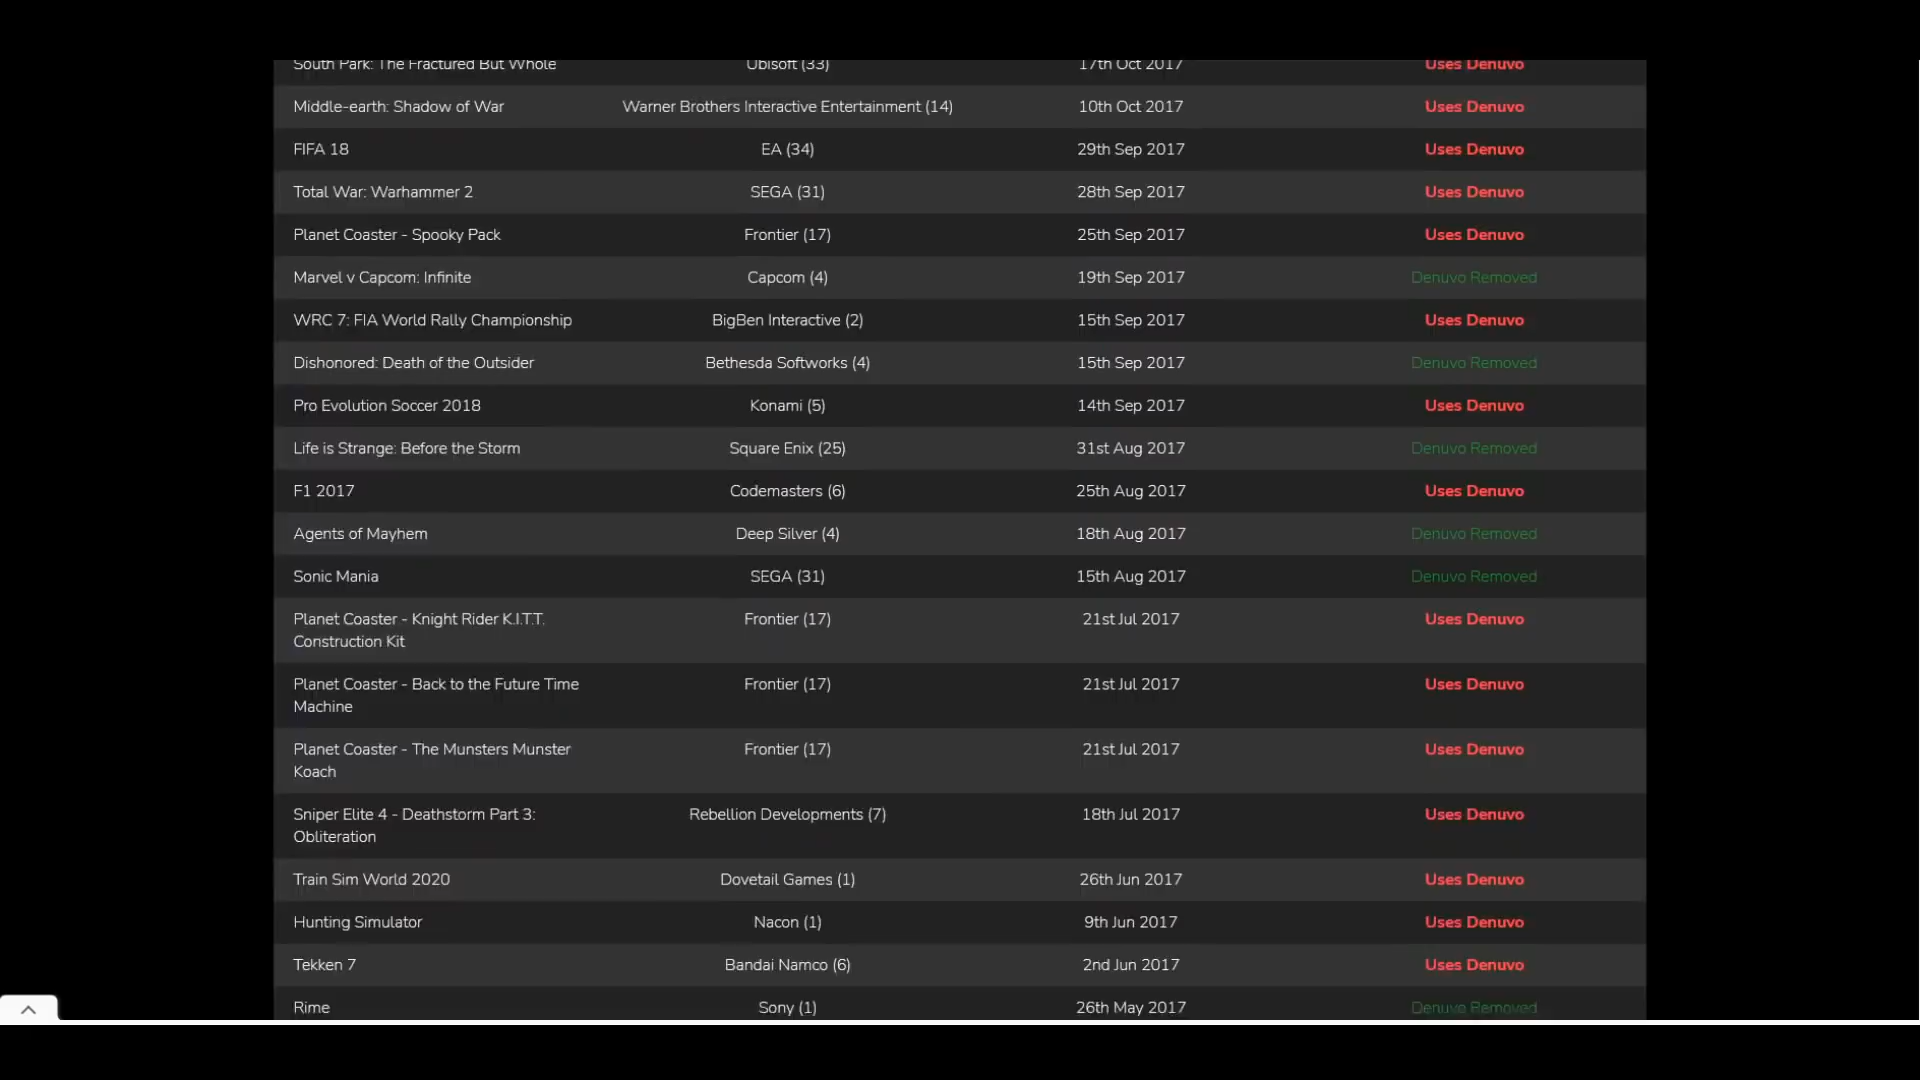 South Park: The Fractured But Whole Ubisoft (33) 17th Oct 2017 Uses Denuvo
Middle-earth: Shadow of War Warner Brothers Interactive Entertainment (14) 10th Oct 2017 Uses Denuvo
FIFA 18 EA (34) 29th Sep 2017 Uses Denuvo
Total War: Warhammer 2 SEGA (31) 28th Sep 2017 Uses Denuvo
Planet Coaster - Spooky Pack Frontier (17) 25th Sep 2017 Uses Denuvo
Marvel v Capcom: Infinite Capcom (4) 19th Sep 2017 Denuvo Removed
WRC 7: FIA World Rally Championship BigBen Interactive (2) 15th Sep 2017 Uses Denuvo
Dishonored: Death of the Outsider Bethesda Softworks (4) 15th Sep 2017 Denuvo Removed
Pro Evolution Soccer 2018 Konami (5) 14th Sep 2017 Uses Denuvo
Life is Strange: Before the Storm Square Enix (25) 31st Aug 2017 Denuvo Removed
F1 2017 Codemasters (6) 25th Aug 2017 Uses Denuvo
Agents of Mayhem Deep Silver (4) 18th Aug 2017 Denuvo Removed
Sonic Mania SEGA (31) 15th Aug 2017 Denuvo Removed
Planet Coaster - Knight Rider K.I.T.T. Frontier (17) 21st Jul 2017 Uses Denuvo
Construction Kit
Planet Coaster - Back to the Future Time Frontier (17) 21st Jul 2017 Uses Denuvo
Machine
Planet Coaster - The Munsters Munster Frontier (17) 21st Jul 2017 Uses Denuvo
Koach
Sniper Elite 4 - Deathstorm Part 3: Rebellion Developments (7) 18th Jul 2017 Uses Denuvo
Obliteration
Train Sim World 2020 Dovetail Games (1) 26th Jun 2017 Uses Denuvo
Hunting Simulator Nacon (1) 9th Jun 2017 Uses Denuvo
Tekken 7 Bandai Namco (6) 2nd Jun 2017 Uses Denuvo
Rime Sony (1) 26th May 2017 Denuvo Removed